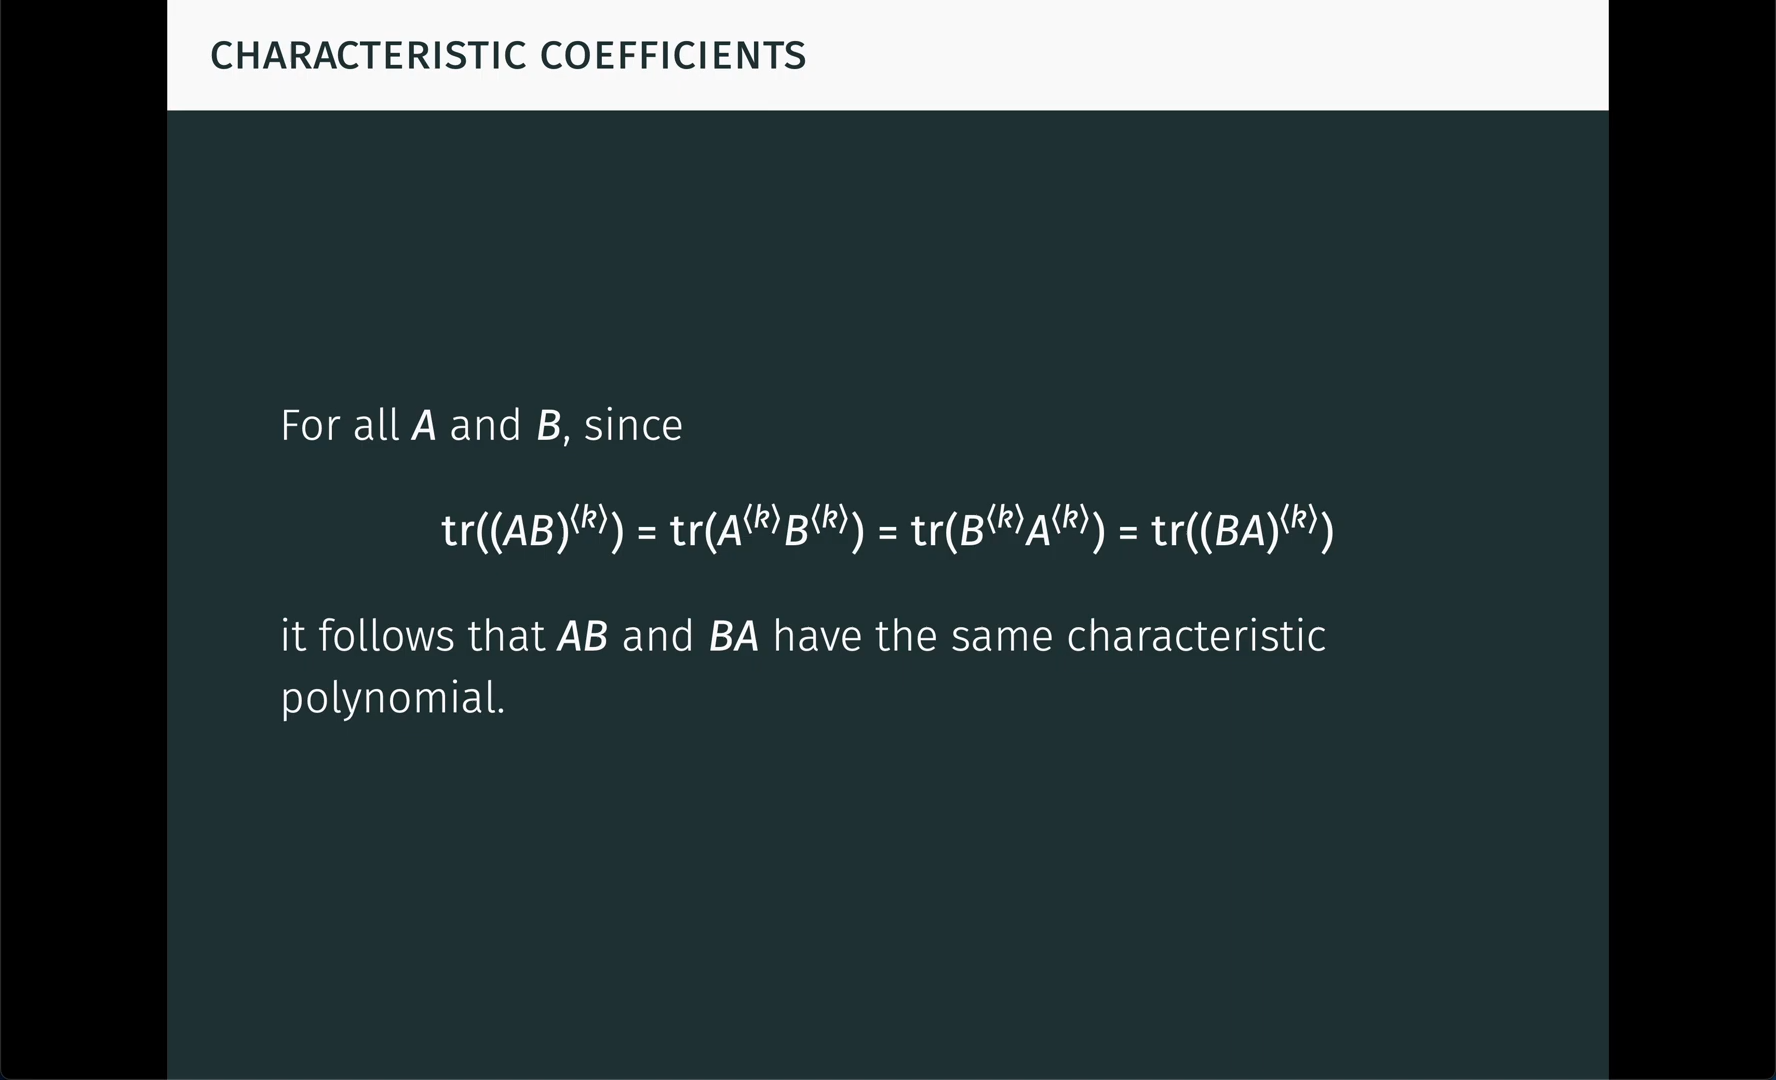 CHARACTERISTIC COEFFICIENTS
For all A and B, since
tr((AB)^⟨k⟩) = tr(A^⟨k⟩B^⟨k⟩) = tr(B^⟨k⟩A^⟨k⟩) = tr((BA)^⟨k⟩)
it follows that AB and BA have the same characteristic
polynomial.